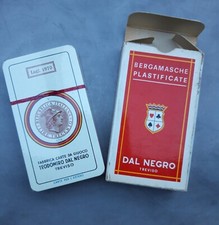 FABBRICA CARTE DA GIUOCO
TEODOMIRO DAL NEGRO
TREVISO
BERGAMASCHE
PLASTIFICATE
DAL NEGRO
TREVISO